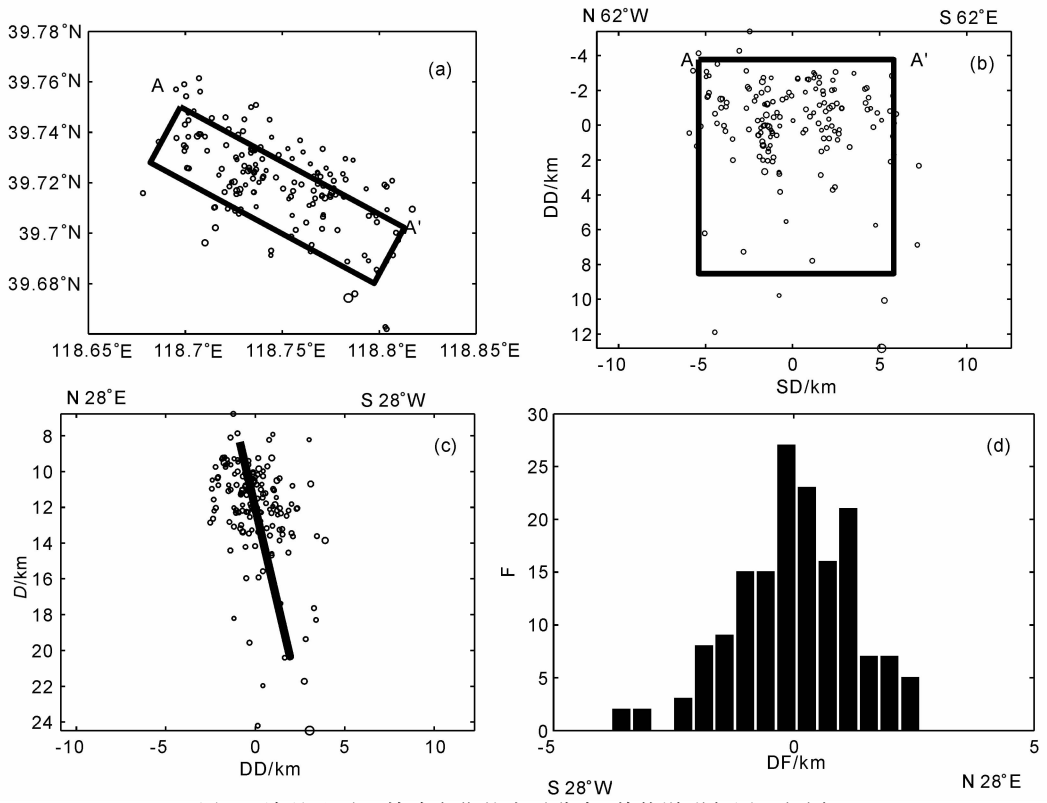 39.78°N
39.76°N
39.74°N
39.72°N
39.7°N
39.68°N
118.65°E 118.7°E 118.75°E 118.8°E 118.85°E
A
A'
(a)
N 62°W S 62°E
-4
-2
0
2
4
6
8
10
12
DD/km
A A' (b)
-10 -5 0 5 10
SD/km
N 28°E S 28°W
8
10
12
14
16
18
20
22
24
D/km
(c)
-10 -5 0 5 10
DD/km
30
25
20
15
10
5
0
F
(d)
-5 0 5
DF/km
S 28°W N 28°E